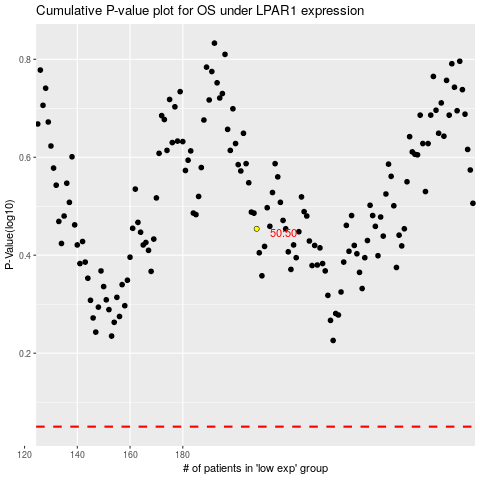 Cumulative P-value plot for OS under LPAR1 expression
P-Value(log10)
0.8
0.6
0.4
0.2
50:50
120 140 160 180
# of patients in 'low exp' group